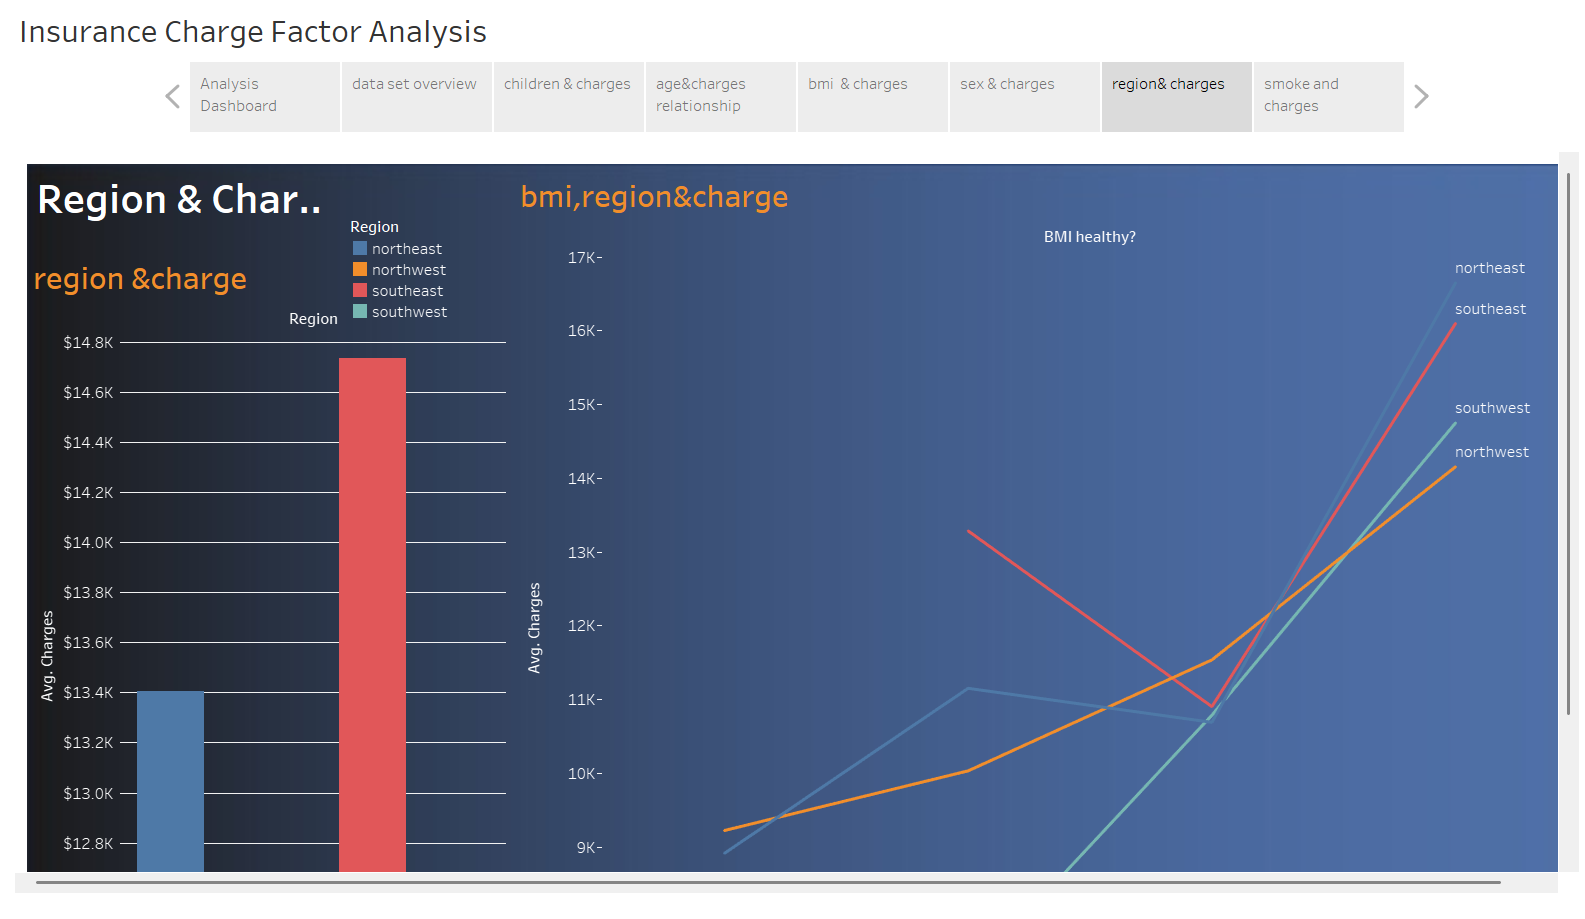 Insurance Charge Factor Analysis
Analysis
Dashboard
data set overview
children & charges
age&charges
relationship
bmi & charges
sex & charges
region& charges
smoke and
charges
Region & Char..
Region
northeast
northwest
southeast
southwest
region &charge
Region
$14.8K
$14.6K
$14.4K
$14.2K
$14.0K
$13.8K
$13.6K
$13.4K
$13.2K
$13.0K
$12.8K
Avg. Charges
bmi,region&charge
BMI healthy?
17K
16K
15K
14K
13K
12K
11K
10K
9K
Avg. Charges
northeast
southeast
southwest
northwest